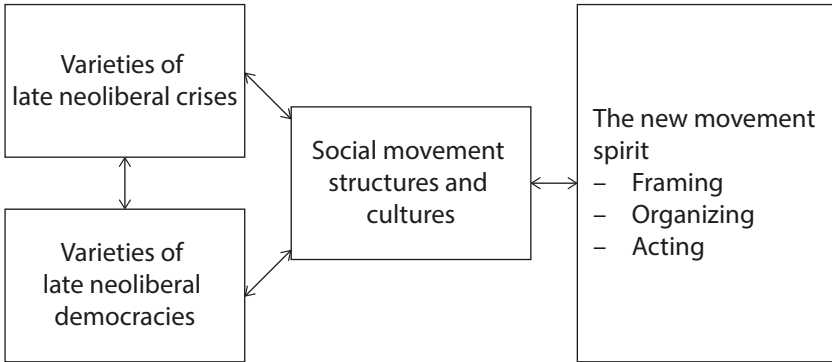 Varieties of
late neoliberal crises
Varieties of
late neoliberal
democracies
Social movement
structures and
cultures
The new movement
spirit
– Framing
– Organizing
– Acting